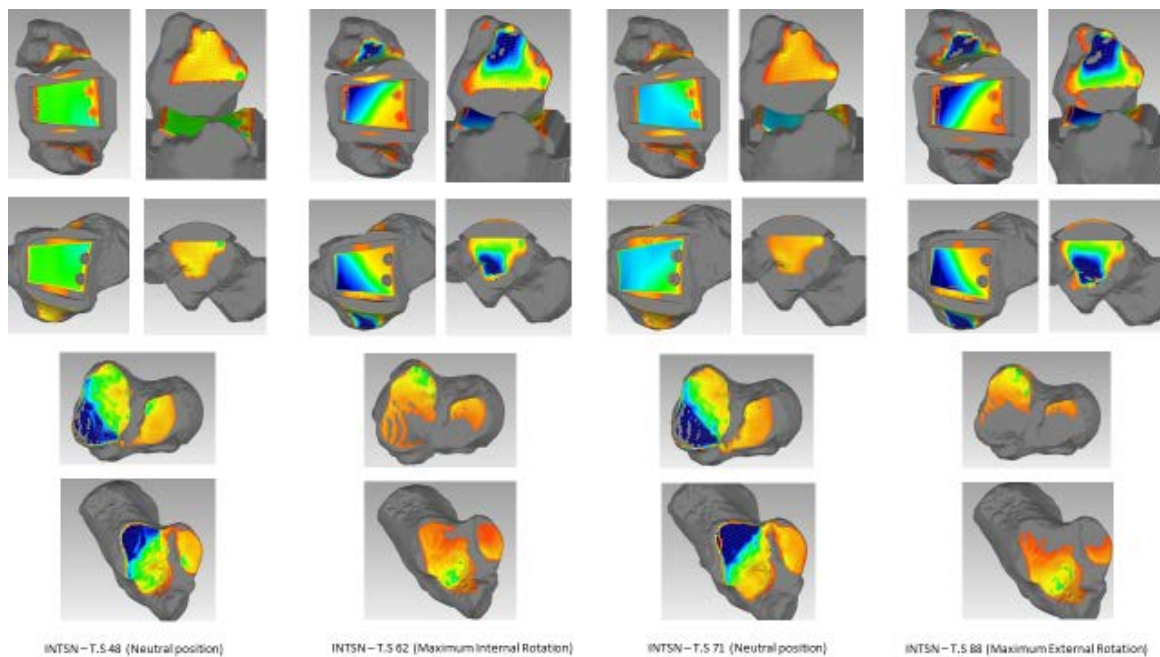 INTSN – T.S 48 (Neutral position)
INTSN – T.S 62 (Maximum Internal Rotation)
INTSN – T.S 71 (Neutral position)
INTSN – T.S 88 (Maximum External Rotation)